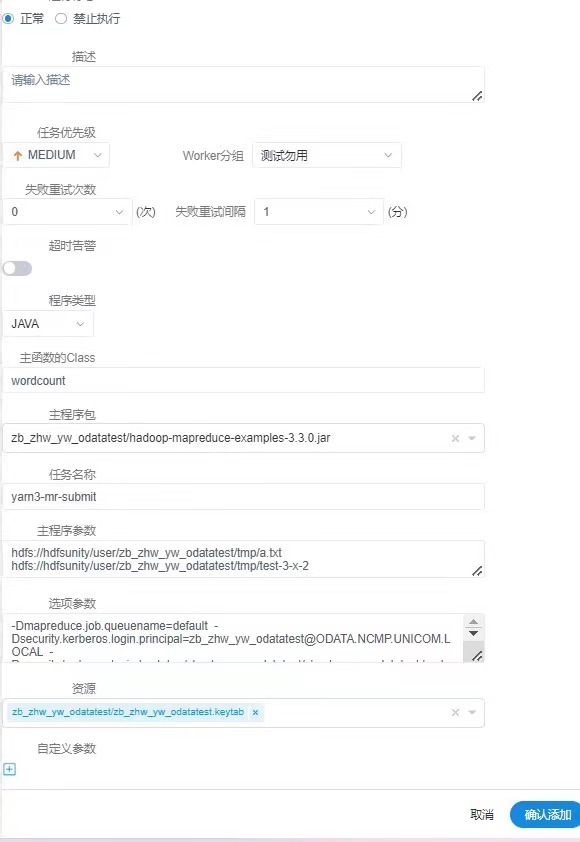 正常 禁止执行
描述
请输入描述
任务优先级
MEDIUM Worker分组 测试勿用
失败重试次数
0 (次) 失败重试间隔 1 (分)
超时告警
程序类型
JAVA
主函数的Class
wordcount
主程序包
zb_zhw_yw_odatatest/hadoop-mapreduce-examples-3.3.0.jar
任务名称
yarn3-mr-submit
主程序参数
hdfs://hdfsunity/user/zb_zhw_yw_odatatest/tmp/a.txt
hdfs://hdfsunity/user/zb_zhw_yw_odatatest/tmp/test-3-x-2
选项参数
-Dmapreduce.job.queuename=default -
Dsecurity.kerberos.login.principal=zb_zhw_yw_odatatest@ODATA.NCMP.UNICOM.L
OCAL -
资源
zb_zhw_yw_odatatest/zb_zhw_yw_odatatest.keytab
自定义参数
取消 确认添加